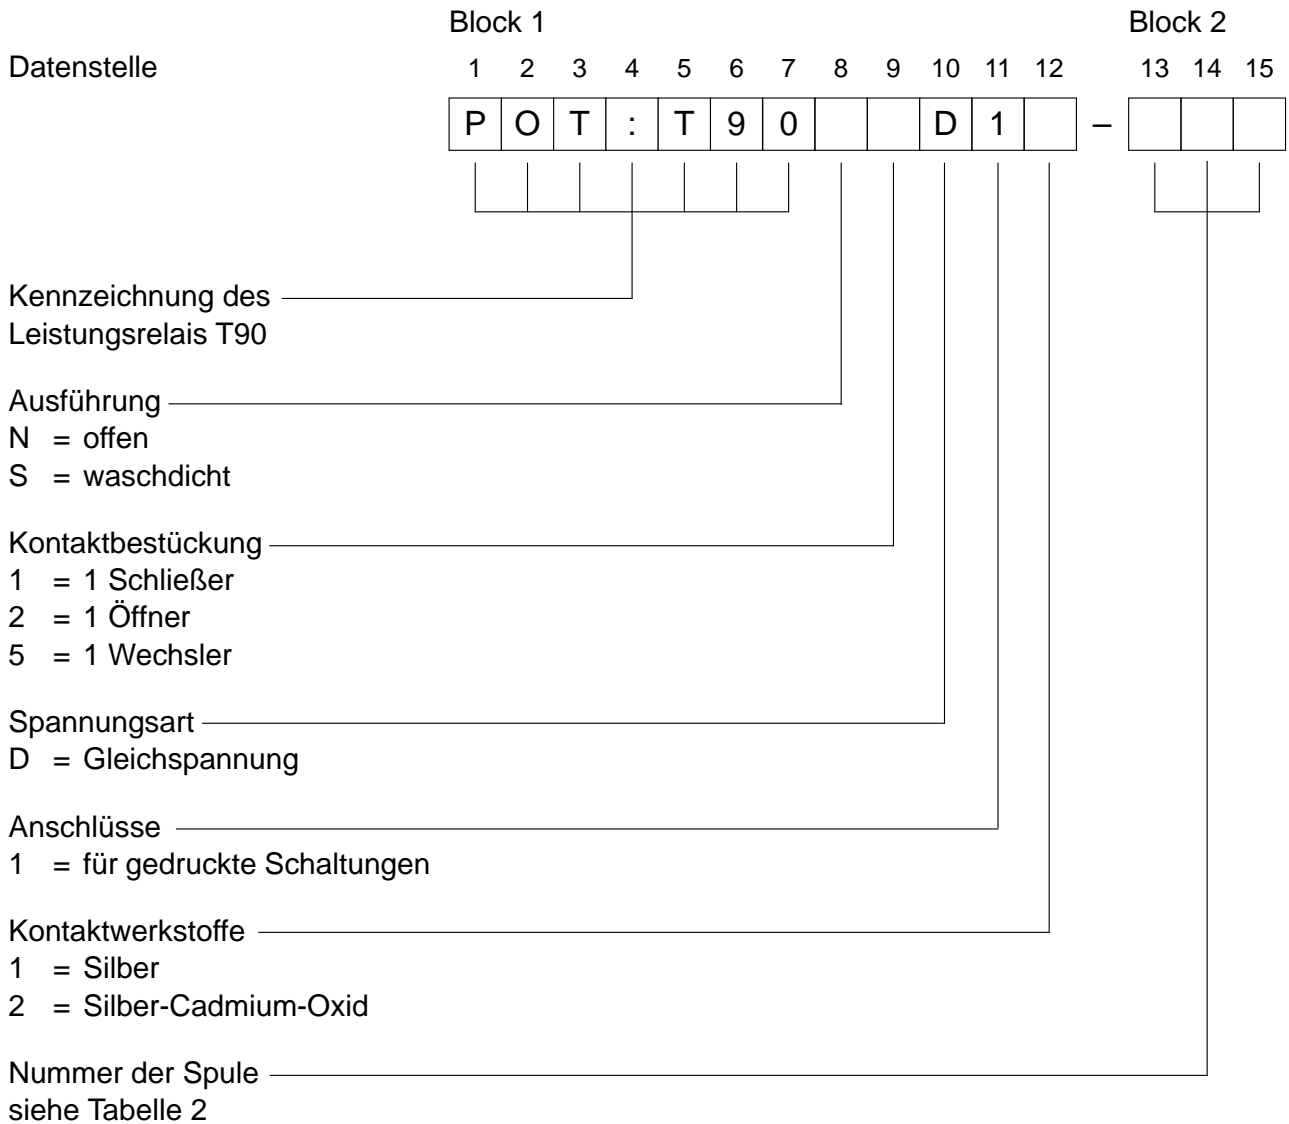 Block 1 Block 2
Datenstelle 1 2 3 4 5 6 7 8 9 10 11 12 13 14 15
P O T : T 9 0 D 1 –
Kennzeichnung des
Leistungsrelais T90
Ausführung
N = offen
S = waschdicht
Kontaktbestückung
1 = 1 Schließer
2 = 1 Öffner
5 = 1 Wechsler
Spannungsart
D = Gleichspannung
Anschlüsse
1 = für gedruckte Schaltungen
Kontaktwerkstoffe
1 = Silber
2 = Silber-Cadmium-Oxid
Nummer der Spule
siehe Tabelle 2